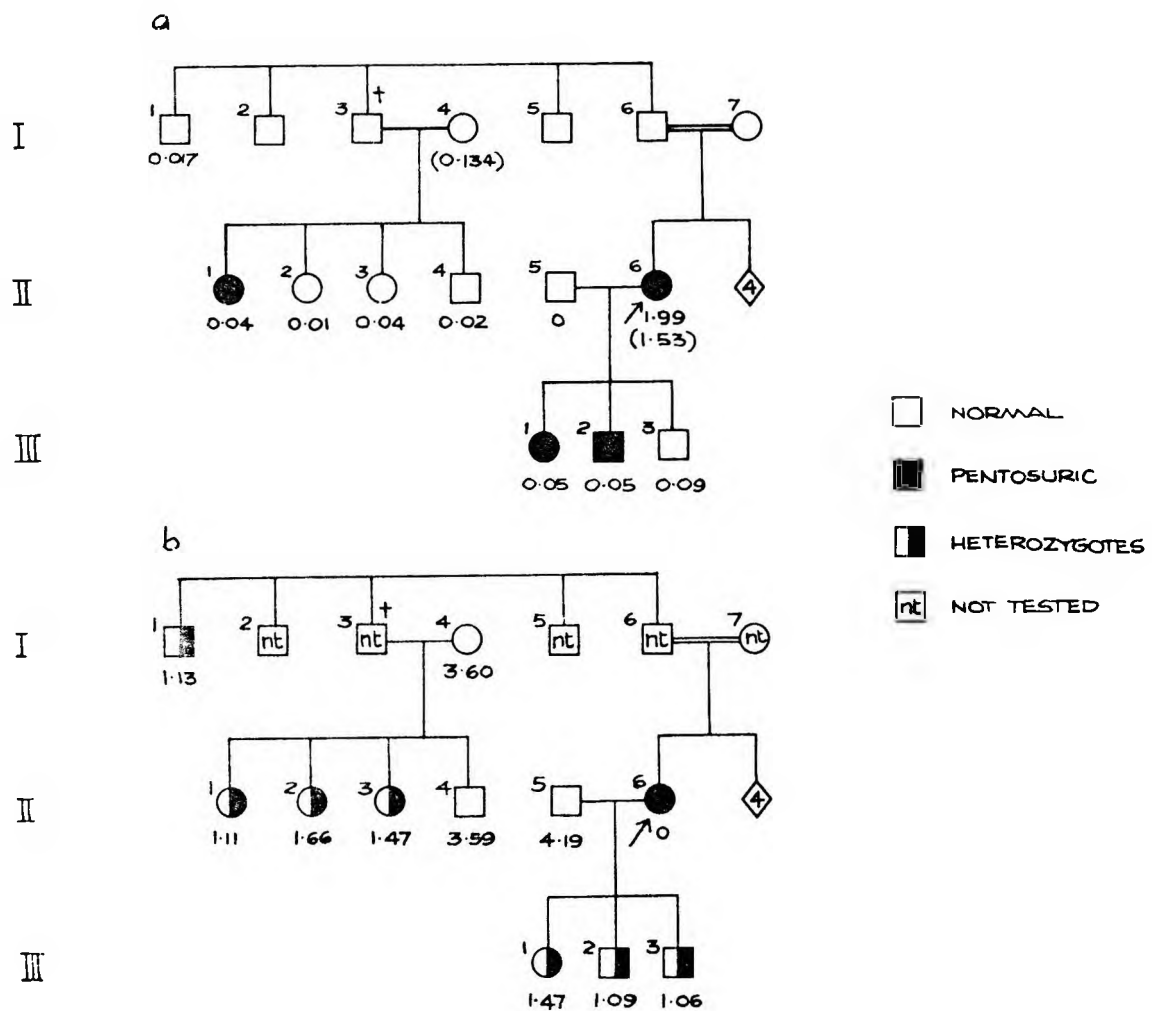 a
I
1 2 3 † 4 5 6 7
0·017 (0·134)
II
1 2 3 4 5 6 4
0·04 0·01 0·04 0·02 0 1·99
(1·53)
III
1 2 3
0·05 0·05 0·09
NORMAL
PENTOSURIC
HETEROZYGOTES
nt NOT TESTED
b
I
1 2 nt 3 nt † 4 5 nt 6 nt 7 nt
1·13 3·60
II
1 2 3 4 5 6 4
1·11 1·66 1·47 3·59 4·19 0
III
1 2 3
1·47 1·09 1·06